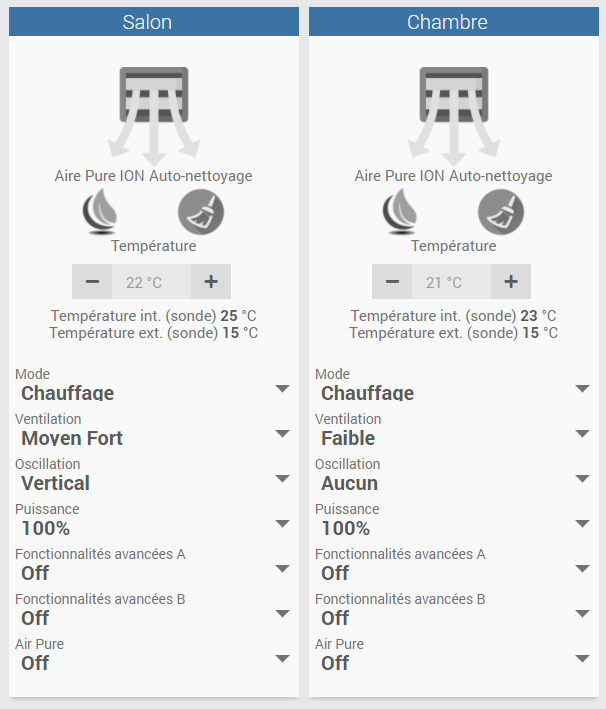 Salon
Aire Pure ION Auto-nettoyage
Température
− 22 °C +
Température int. (sonde) 25 °C
Température ext. (sonde) 15 °C
Mode
Chauffage
Ventilation
Moyen Fort
Oscillation
Vertical
Puissance
100%
Fonctionnalités avancées A
Off
Fonctionnalités avancées B
Off
Air Pure
Off
Chambre
Aire Pure ION Auto-nettoyage
Température
− 21 °C +
Température int. (sonde) 23 °C
Température ext. (sonde) 15 °C
Mode
Chauffage
Ventilation
Faible
Oscillation
Aucun
Puissance
100%
Fonctionnalités avancées A
Off
Fonctionnalités avancées B
Off
Air Pure
Off